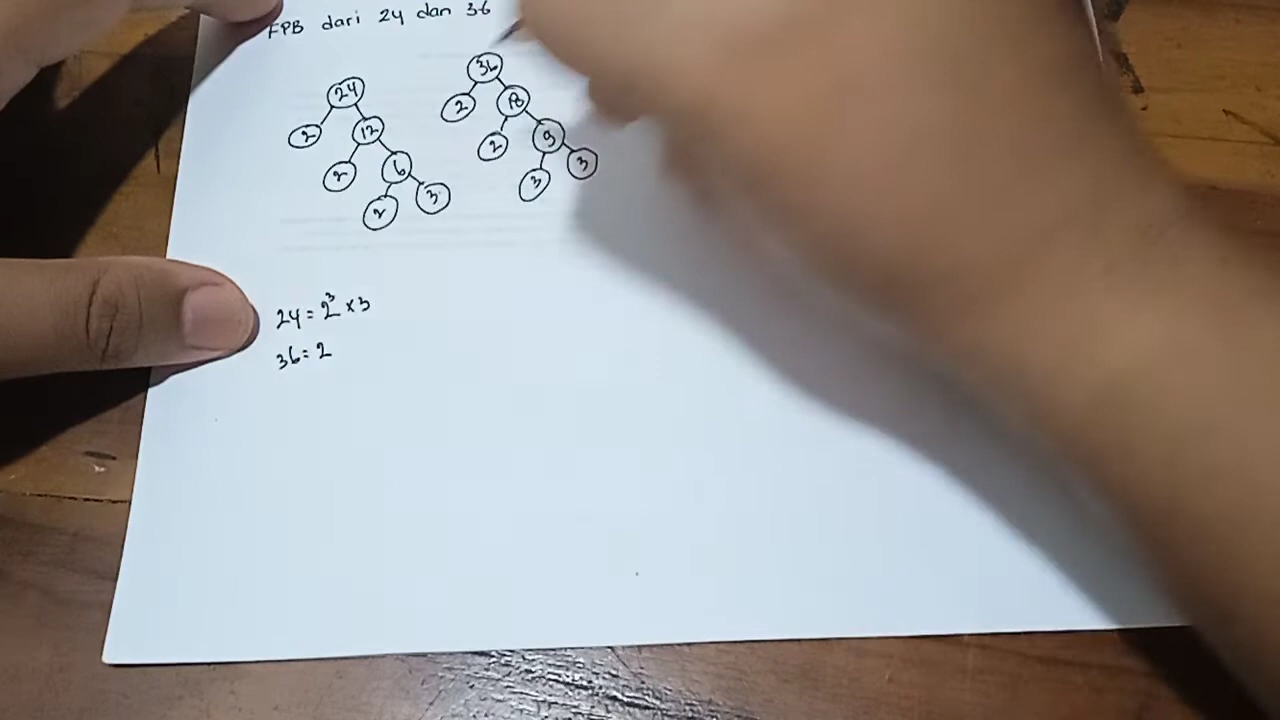 FPB dari 24 dan 36
24
2 12
2 6
2 3
36
2 18
2 9
3 3
24 = 2³ x 3
36 = 2